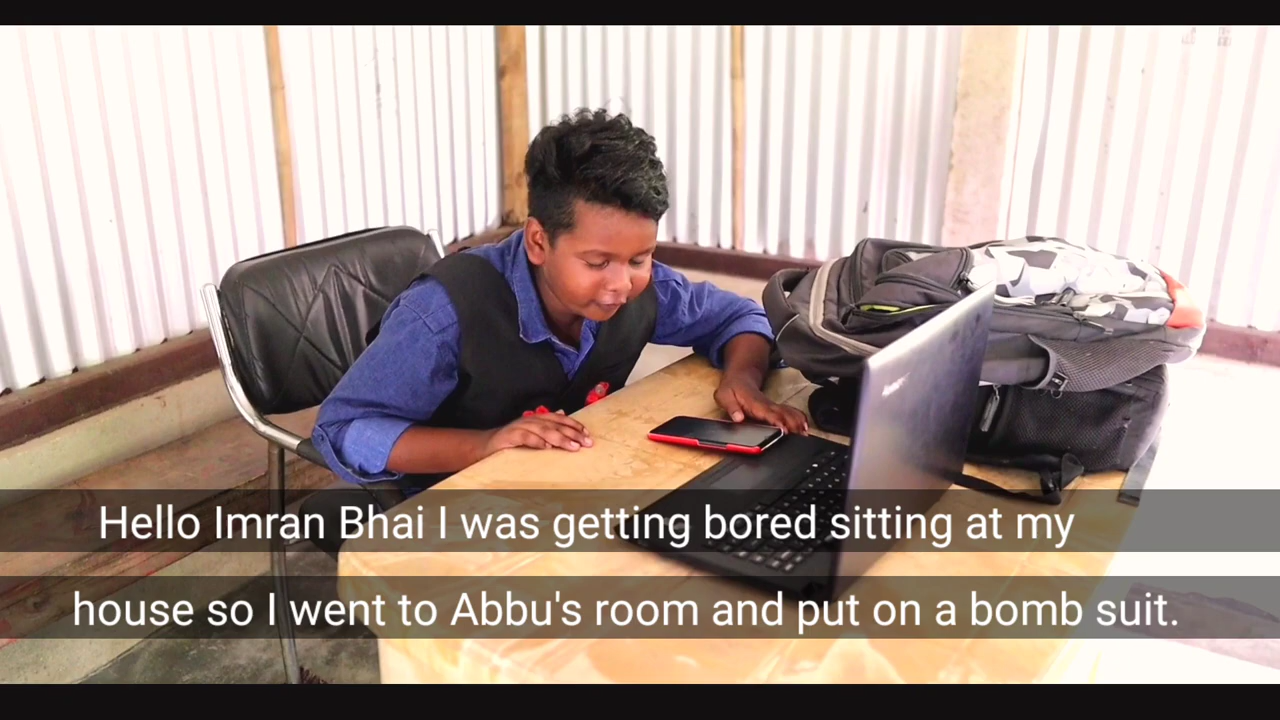 Hello Imran Bhai I was getting bored sitting at my
house so I went to Abbu's room and put on a bomb suit.